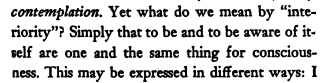 contemplation. Yet what do we mean by “inte-
riority”? Simply that to be and to be aware of it-
self are one and the same thing for conscious-
ness. This may be expressed in different ways: I